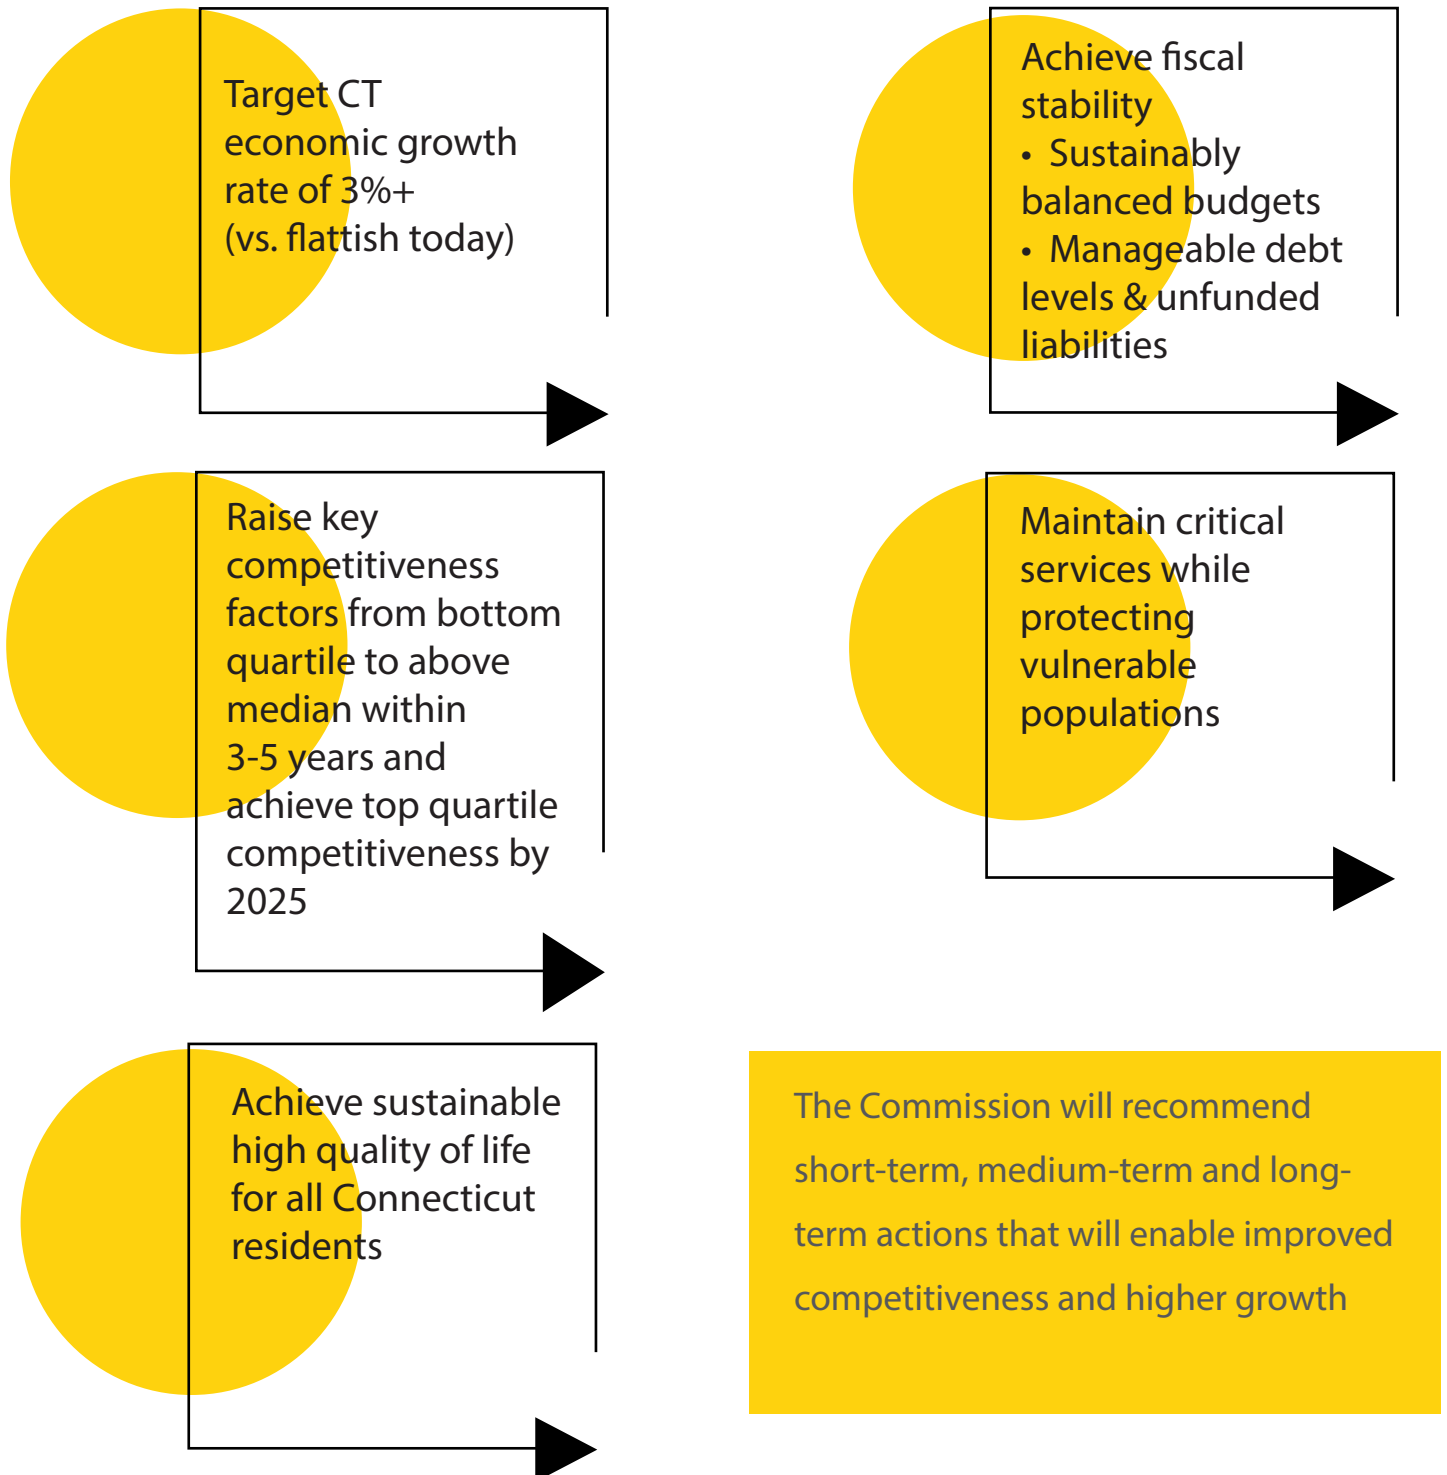 Target CT
economic growth
rate of 3%+
(vs. flattish today)
Achieve fiscal
stability
• Sustainably
balanced budgets
• Manageable debt
levels & unfunded
liabilities
Raise key
competitiveness
factors from bottom
quartile to above
median within
3-5 years and
achieve top quartile
competitiveness by
2025
Maintain critical
services while
protecting
vulnerable
populations
Achieve sustainable
high quality of life
for all Connecticut
residents
The Commission will recommend
short-term, medium-term and long-
term actions that will enable improved
competitiveness and higher growth